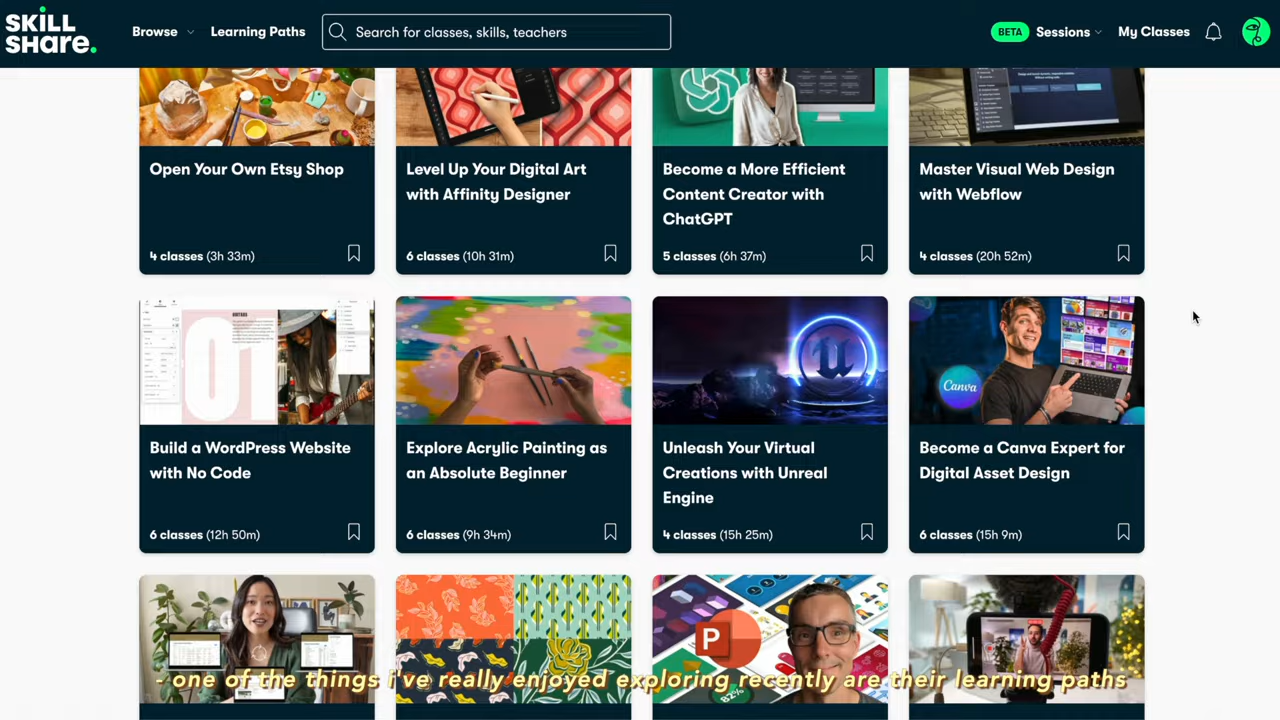 SKILL
SHARE.
Browse
Learning Paths
Search for classes, skills, teachers
BETA
Sessions
My Classes
Open Your Own Etsy Shop
4 classes (3h 33m)
Level Up Your Digital Art
with Affinity Designer
6 classes (10h 31m)
Become a More Efficient
Content Creator with
ChatGPT
5 classes (6h 37m)
Master Visual Web Design
with Webflow
4 classes (20h 52m)
01
Build a WordPress Website
with No Code
6 classes (12h 50m)
Explore Acrylic Painting as
an Absolute Beginner
6 classes (9h 34m)
Unleash Your Virtual
Creations with Unreal
Engine
4 classes (15h 25m)
Canva
Become a Canva Expert for
Digital Asset Design
6 classes (15h 9m)
P
82%
- one of the things i've really enjoyed exploring recently are their learning paths